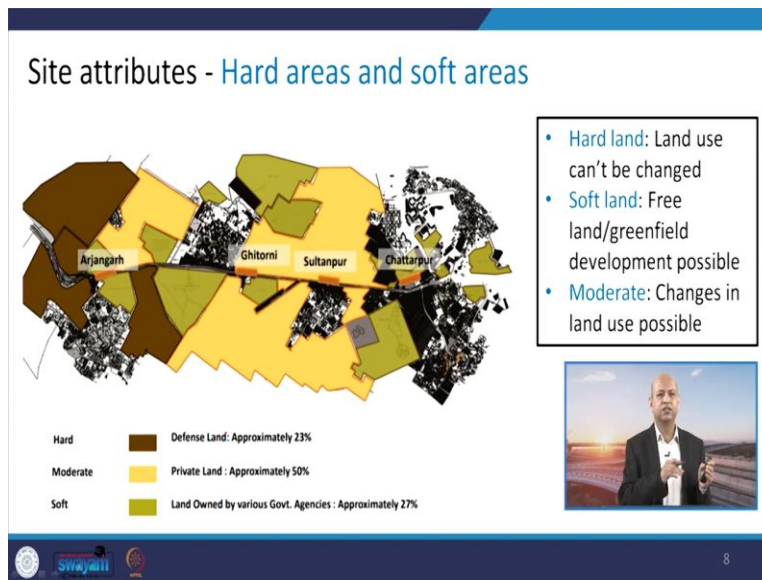 Site attributes - Hard areas and soft areas
Arjangarh
Ghitorni
Sultanpur
Chattarpur
• Hard land: Land use
can't be changed
• Soft land: Free
land/greenfield
development possible
• Moderate: Changes in
land use possible
Hard Defense Land: Approximately 23%
Moderate Private Land : Approximately 50%
Soft Land Owned by various Govt. Agencies : Approximately 27%
swayam
8